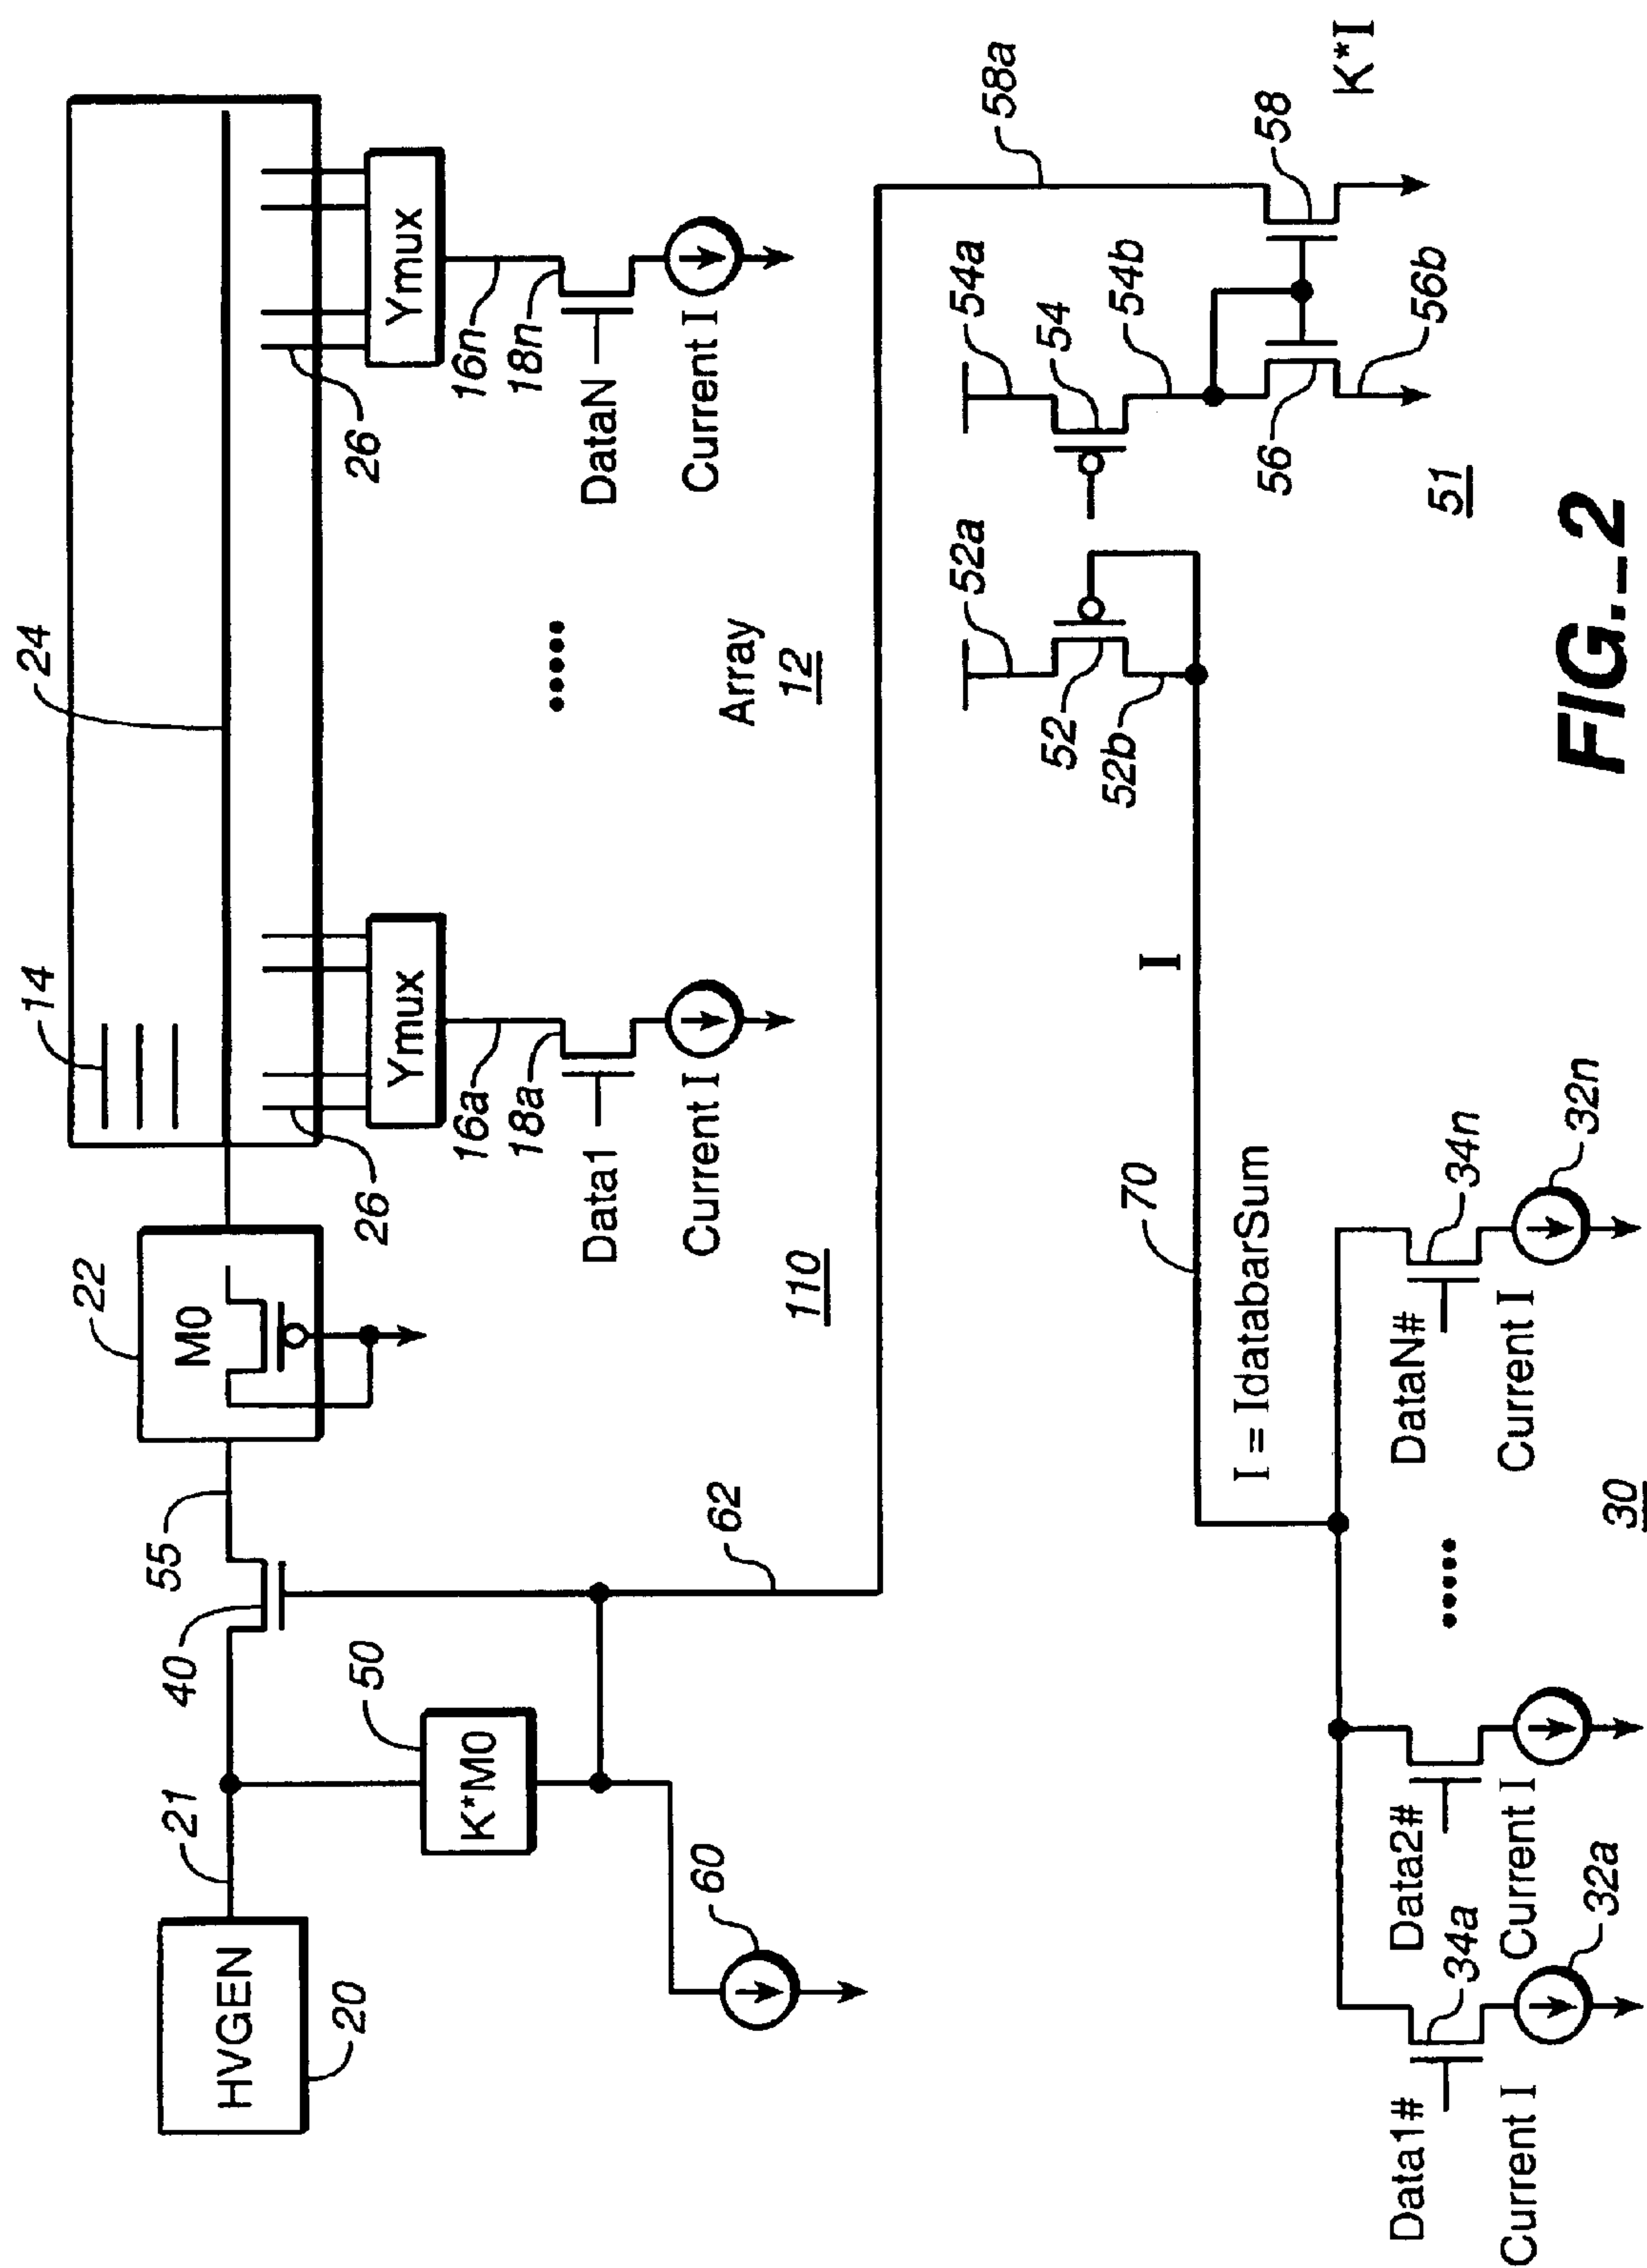 24
14
22
M0
55
40
21
HVGEN
20
50
K*M0
60
62
26
Ymux
16a
18a
Data1
Current I
110
26
Ymux
16n
18n
DataN
Current I
.....
Array
12
58a
54a
54
54b
52a
52
52b
56
56b
58
K*I
51
I
70
I = IdatabarSum
34n
32n
DataN#
Current I
.....
30
Data2#
Current I
34a
32a
Data1#
Current I
FIG._2